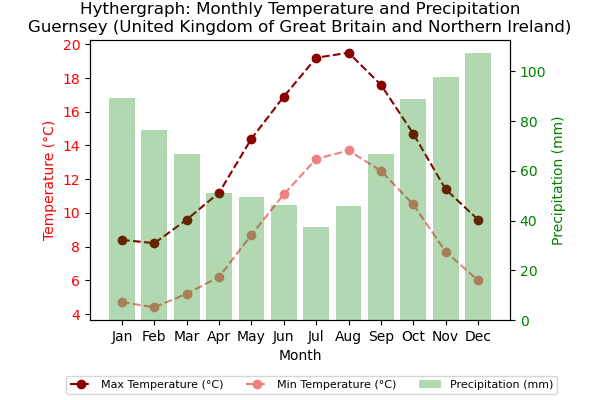 Hythergraph: Monthly Temperature and Precipitation
Guernsey (United Kingdom of Great Britain and Northern Ireland)
Temperature (°C)
20
18
16
14
12
10
8
6
4
Precipitation (mm)
100
80
60
40
20
0
Jan Feb Mar Apr May Jun Jul Aug Sep Oct Nov Dec
Month
Max Temperature (°C) Min Temperature (°C) Precipitation (mm)